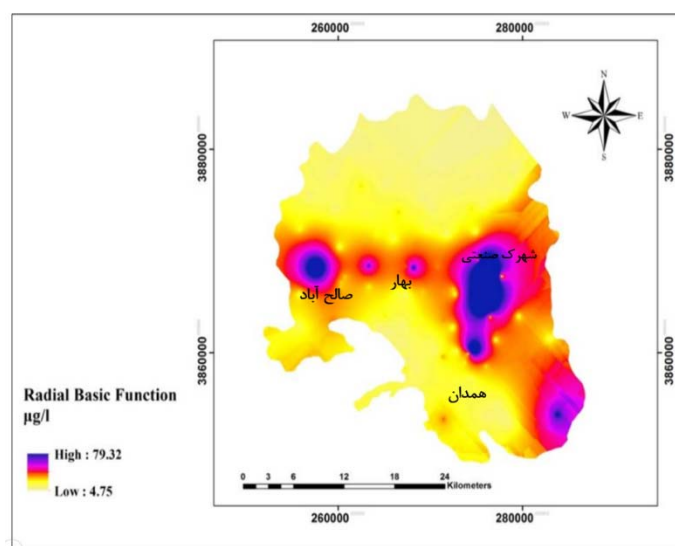 260000 280000
N
W E
S
3880000 3880000
شهرک صنعتی
بهار
صالح آباد
3860000 3860000
همدان
Radial Basic Function
µg/l
High : 79.32
Low : 4.75
0 3 6 12 18 24
Kilometers
260000 280000